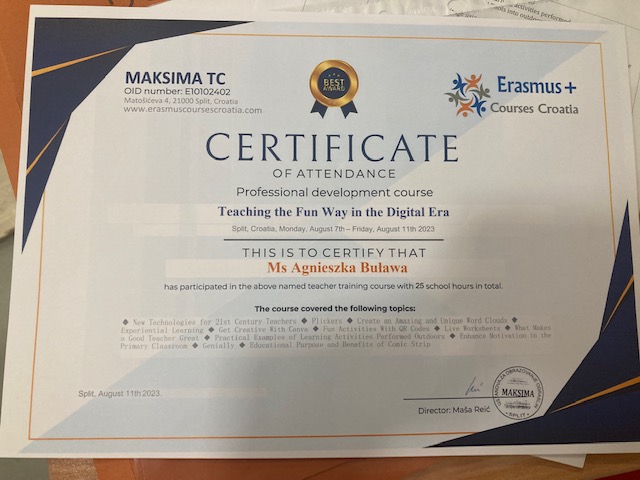 MAKSIMA TC
OID number: E10102402
Matošićeva 4, 21000 Split, Croatia
www.erasmuscoursescroatia.com
BEST
AWARD
Erasmus+
Courses Croatia
CERTIFICATE
OF ATTENDANCE
Professional development course
Teaching the Fun Way in the Digital Era
Split, Croatia, Monday, August 7th – Friday, August 11th 2023
THIS IS TO CERTIFY THAT
Ms Agnieszka Buława
has participated in the above named teacher training course with 25 school hours in total.
The course covered the following topics:
◆ New Technologies for 21st Century Teachers ◆ Plickers ◆ Create an Amazing and Unique Word Clouds ◆
Experiential Learning ◆ Get Creative With Canva ◆ Fun Activities With QR Codes ◆ Live Worksheets ◆ What Makes
a Good Teacher Great ◆ Practical Examples of Learning Activities Performed Outdoors ◆ Enhance Motivation in the
Primary Classroom ◆ Genially ◆ Educational Purpose and Benefits of Comic Strip
Split, August 11th 2023.
Director: Maša Reić
MAKSIMA
SPLIT